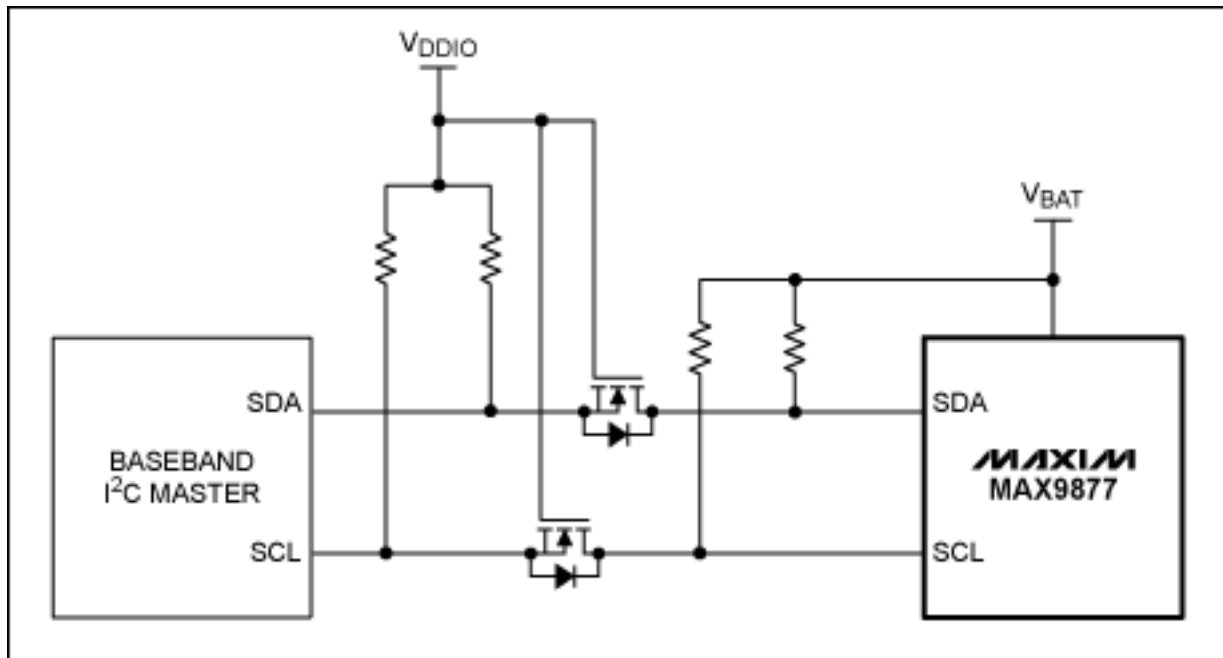 VDDIO
VBAT
SDA
SDA
BASEBAND
I²C MASTER
MAXIM
MAX9877
SCL
SCL